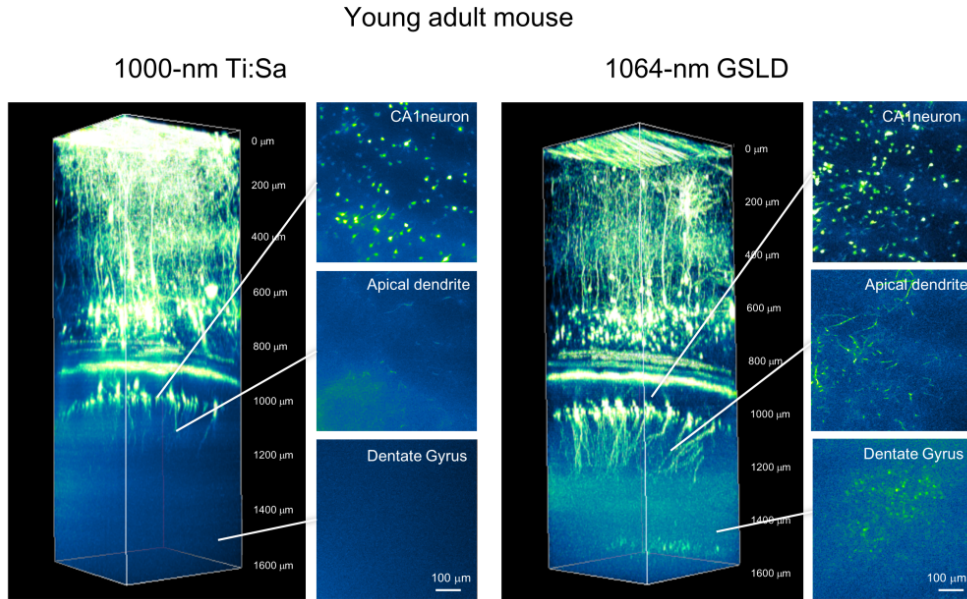 Young adult mouse
1000-nm Ti:Sa
1064-nm GSLD
0 μm
200 μm
400 μm
600 μm
800 μm
1000 μm
1200 μm
1400 μm
1600 μm
CA1neuron
Apical dendrite
Dentate Gyrus
100 μm
0 μm
200 μm
400 μm
600 μm
800 μm
1000 μm
1200 μm
1400 μm
1600 μm
CA1neuron
Apical dendrite
Dentate Gyrus
100 μm